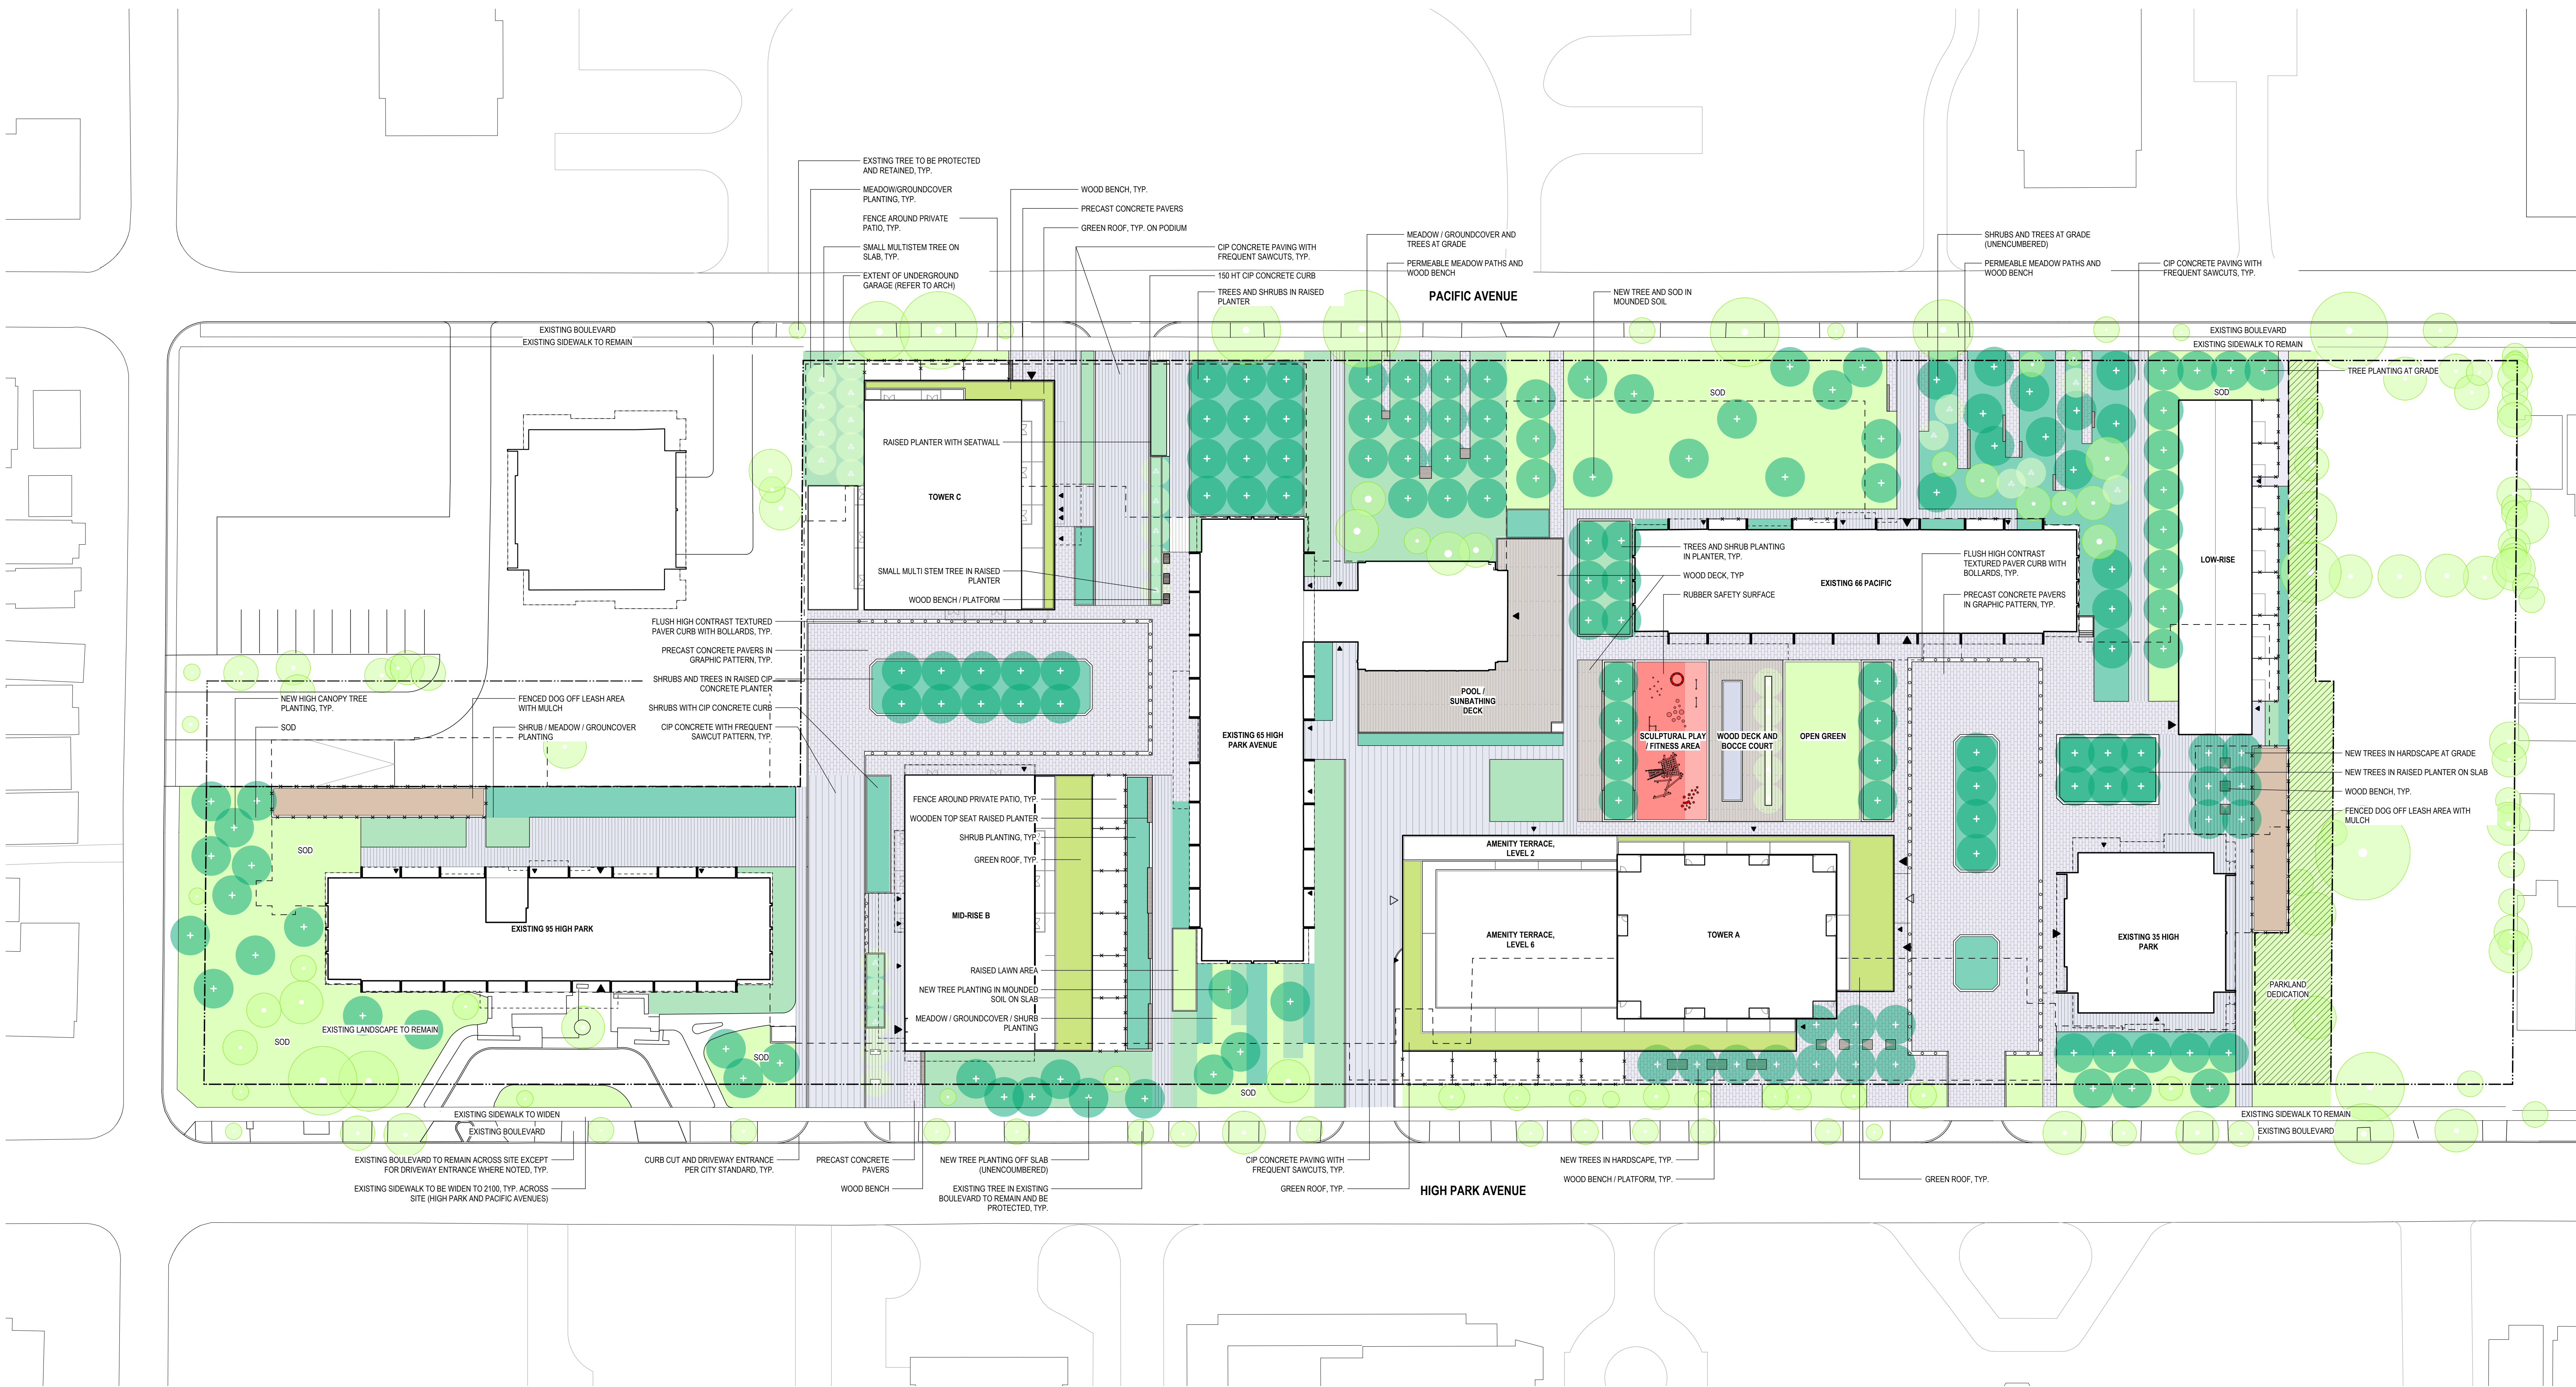 EXSTING TREE TO BE PROTECTED
AND RETAINED, TYP.
MEADOW/GROUNDCOVER
PLANTING, TYP.
FENCE AROUND PRIVATE
PATIO, TYP.
SMALL MULTISTEM TREE ON
SLAB, TYP.
EXTENT OF UNDERGROUND
GARAGE (REFER TO ARCH)
WOOD BENCH, TYP.
PRECAST CONCRETE PAVERS
GREEN ROOF, TYP. ON PODIUM
CIP CONCRETE PAVING WITH
FREQUENT SAWCUTS, TYP.
150 HT CIP CONCRETE CURB
TREES AND SHRUBS IN RAISED
PLANTER
MEADOW / GROUNDCOVER AND
TREES AT GRADE
PERMEABLE MEADOW PATHS AND
WOOD BENCH
PACIFIC AVENUE
NEW TREE AND SOD IN
MOUNDED SOIL
SHRUBS AND TREES AT GRADE
(UNENCUMBERED)
PERMEABLE MEADOW PATHS AND
WOOD BENCH
CIP CONCRETE PAVING WITH
FREQUENT SAWCUTS, TYP.
EXISTING BOULEVARD
EXISTING SIDEWALK TO REMAIN
EXISTING BOULEVARD
EXISTING SIDEWALK TO REMAIN
TREE PLANTING AT GRADE
SOD
SOD
RAISED PLANTER WITH SEATWALL
TOWER C
SMALL MULTI STEM TREE IN RAISED
PLANTER
WOOD BENCH / PLATFORM
FLUSH HIGH CONTRAST TEXTURED
PAVER CURB WITH BOLLARDS, TYP.
PRECAST CONCRETE PAVERS IN
GRAPHIC PATTERN, TYP.
SHRUBS AND TREES IN RAISED CIP
CONCRETE PLANTER
SHRUBS WITH CIP CONCRETE CURB
CIP CONCRETE WITH FREQUENT
SAWCUT PATTERN, TYP.
TREES AND SHRUB PLANTING
IN PLANTER, TYP.
WOOD DECK, TYP
RUBBER SAFETY SURFACE
EXISTING 66 PACIFIC
FLUSH HIGH CONTRAST
TEXTURED PAVER CURB WITH
BOLLARDS, TYP.
PRECAST CONCRETE PAVERS
IN GRAPHIC PATTERN, TYP.
LOW-RISE
NEW HIGH CANOPY TREE
PLANTING, TYP.
SOD
FENCED DOG OFF LEASH AREA
WITH MULCH
SHRUB / MEADOW / GROUNCOVER
PLANTING
POOL /
SUNBATHING
DECK
EXISTING 65 HIGH
PARK AVENUE
SCULPTURAL PLAY
/ FITNESS AREA
WOOD DECK AND
BOCCE COURT
OPEN GREEN
NEW TREES IN HARDSCAPE AT GRADE
NEW TREES IN RAISED PLANTER ON SLAB
WOOD BENCH, TYP.
FENCED DOG OFF LEASH AREA WITH
MULCH
FENCE AROUND PRIVATE PATIO, TYP.
WOODEN TOP SEAT RAISED PLANTER
SHRUB PLANTING, TYP.
GREEN ROOF, TYP.
SOD
AMENITY TERRACE,
LEVEL 2
MID-RISE B
EXISTING 95 HIGH PARK
AMENITY TERRACE,
LEVEL 6
TOWER A
EXISTING 35 HIGH
PARK
RAISED LAWN AREA
NEW TREE PLANTING IN MOUNDED
SOIL ON SLAB
MEADOW / GROUNDCOVER / SHURB
PLANTING
PARKLAND
DEDICATION
EXISTING LANDSCAPE TO REMAIN
SOD
SOD
SOD
EXISTING SIDEWALK TO WIDEN
EXISTING BOULEVARD
EXISTING SIDEWALK TO REMAIN
EXISTING BOULEVARD
EXISTING BOULEVARD TO REMAIN ACROSS SITE EXCEPT
FOR DRIVEWAY ENTRANCE WHERE NOTED, TYP.
EXISTING SIDEWALK TO BE WIDEN TO 2100, TYP. ACROSS
SITE (HIGH PARK AND PACIFIC AVENUES)
CURB CUT AND DRIVEWAY ENTRANCE
PER CITY STANDARD, TYP.
PRECAST CONCRETE
PAVERS
WOOD BENCH
NEW TREE PLANTING OFF SLAB
(UNENCOUMBERED)
EXISTING TREE IN EXISTING
BOULEVARD TO REMAIN AND BE
PROTECTED, TYP.
CIP CONCRETE PAVING WITH
FREQUENT SAWCUTS, TYP.
GREEN ROOF, TYP.
HIGH PARK AVENUE
NEW TREES IN HARDSCAPE, TYP.
WOOD BENCH / PLATFORM, TYP.
GREEN ROOF, TYP.